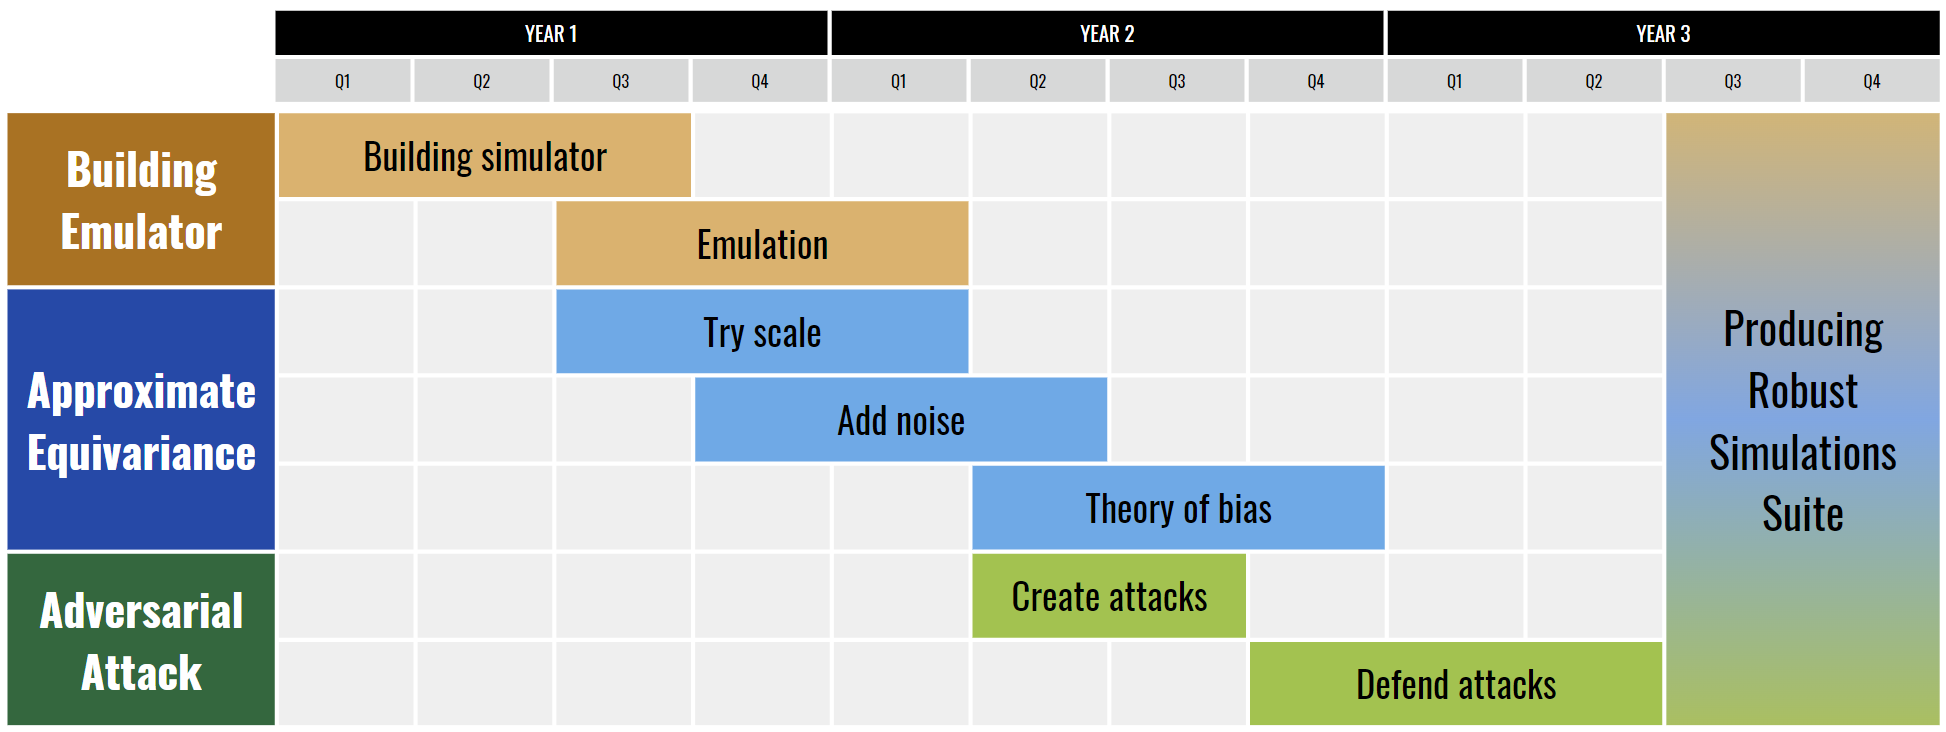 YEAR 1 YEAR 2 YEAR 3
Q1 Q2 Q3 Q4 Q1 Q2 Q3 Q4 Q1 Q2 Q3 Q4
Building
Emulator
Building simulator
Emulation
Approximate
Equivariance
Try scale
Add noise
Theory of bias
Adversarial
Attack
Create attacks
Defend attacks
Producing
Robust
Simulations
Suite